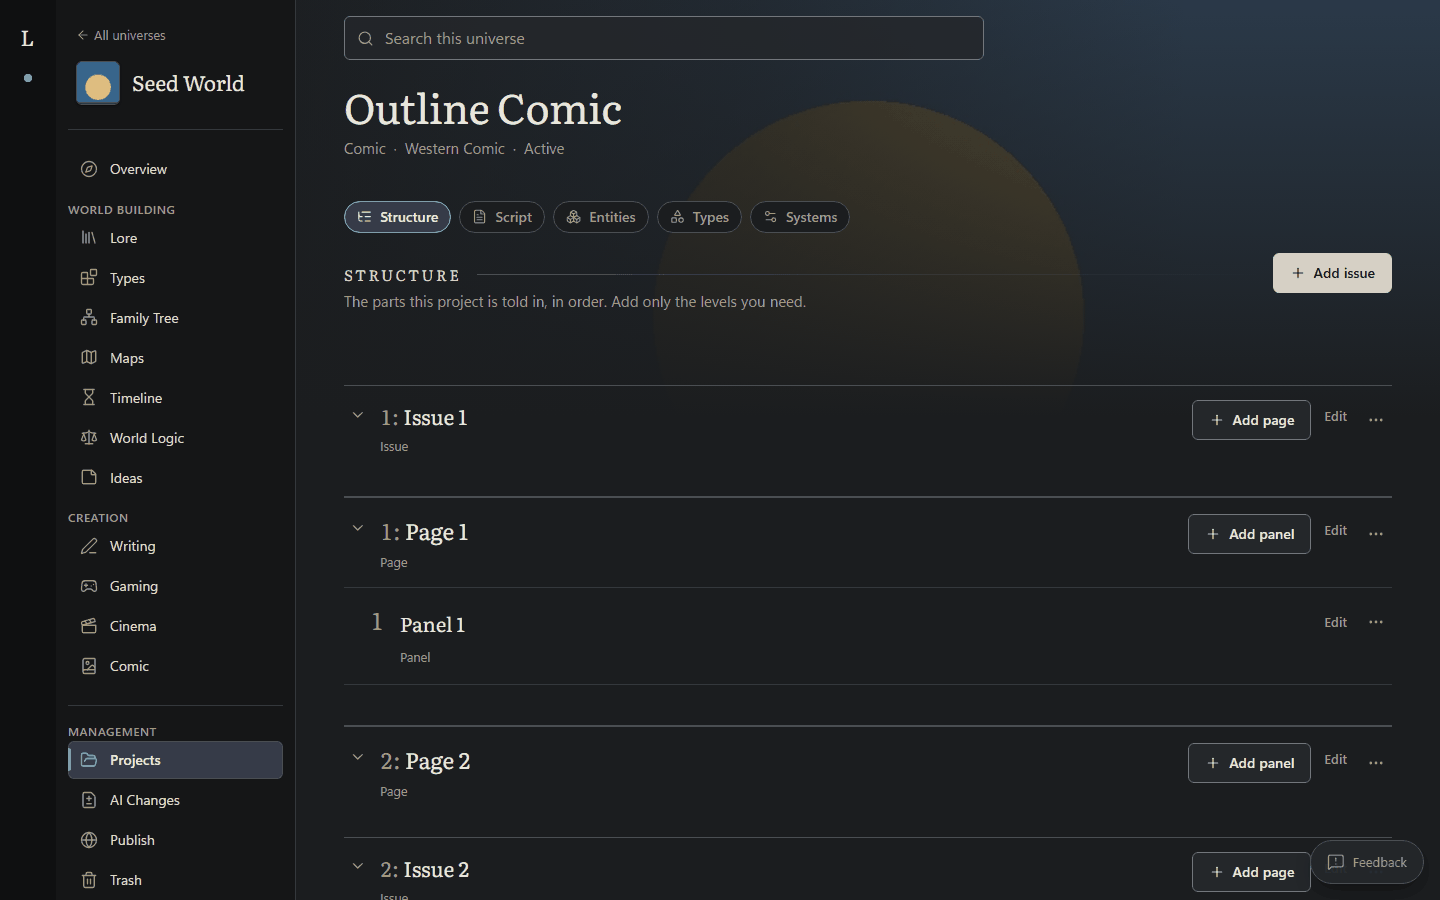 L
All universes
Seed World
Overview
WORLD BUILDING
Lore
Types
Family Tree
Maps
Timeline
World Logic
Ideas
CREATION
Writing
Gaming
Cinema
Comic
MANAGEMENT
Projects
AI Changes
Publish
Trash
Search this universe
Outline Comic
Comic · Western Comic · Active
Structure Script Entities Types Systems
STRUCTURE
Add issue
The parts this project is told in, in order. Add only the levels you need.
1: Issue 1
Issue
Add page Edit ...
1: Page 1
Page
Add panel Edit ...
1 Panel 1
Panel
Edit ...
2: Page 2
Page
Add panel Edit ...
2: Issue 2
Issue
Add page
Feedback